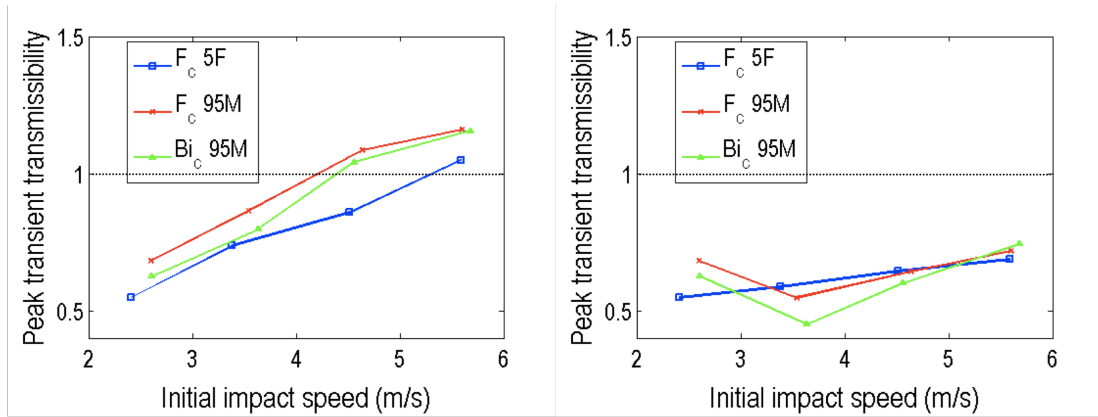 Peak transient transmissibility
1.5
1
0.5
F_c 5F
F_c 95M
Bi_c 95M
2 3 4 5 6
Initial impact speed (m/s)
Peak transient transmissibility
1.5
1
0.5
F_c 5F
F_c 95M
Bi_c 95M
2 3 4 5 6
Initial impact speed (m/s)